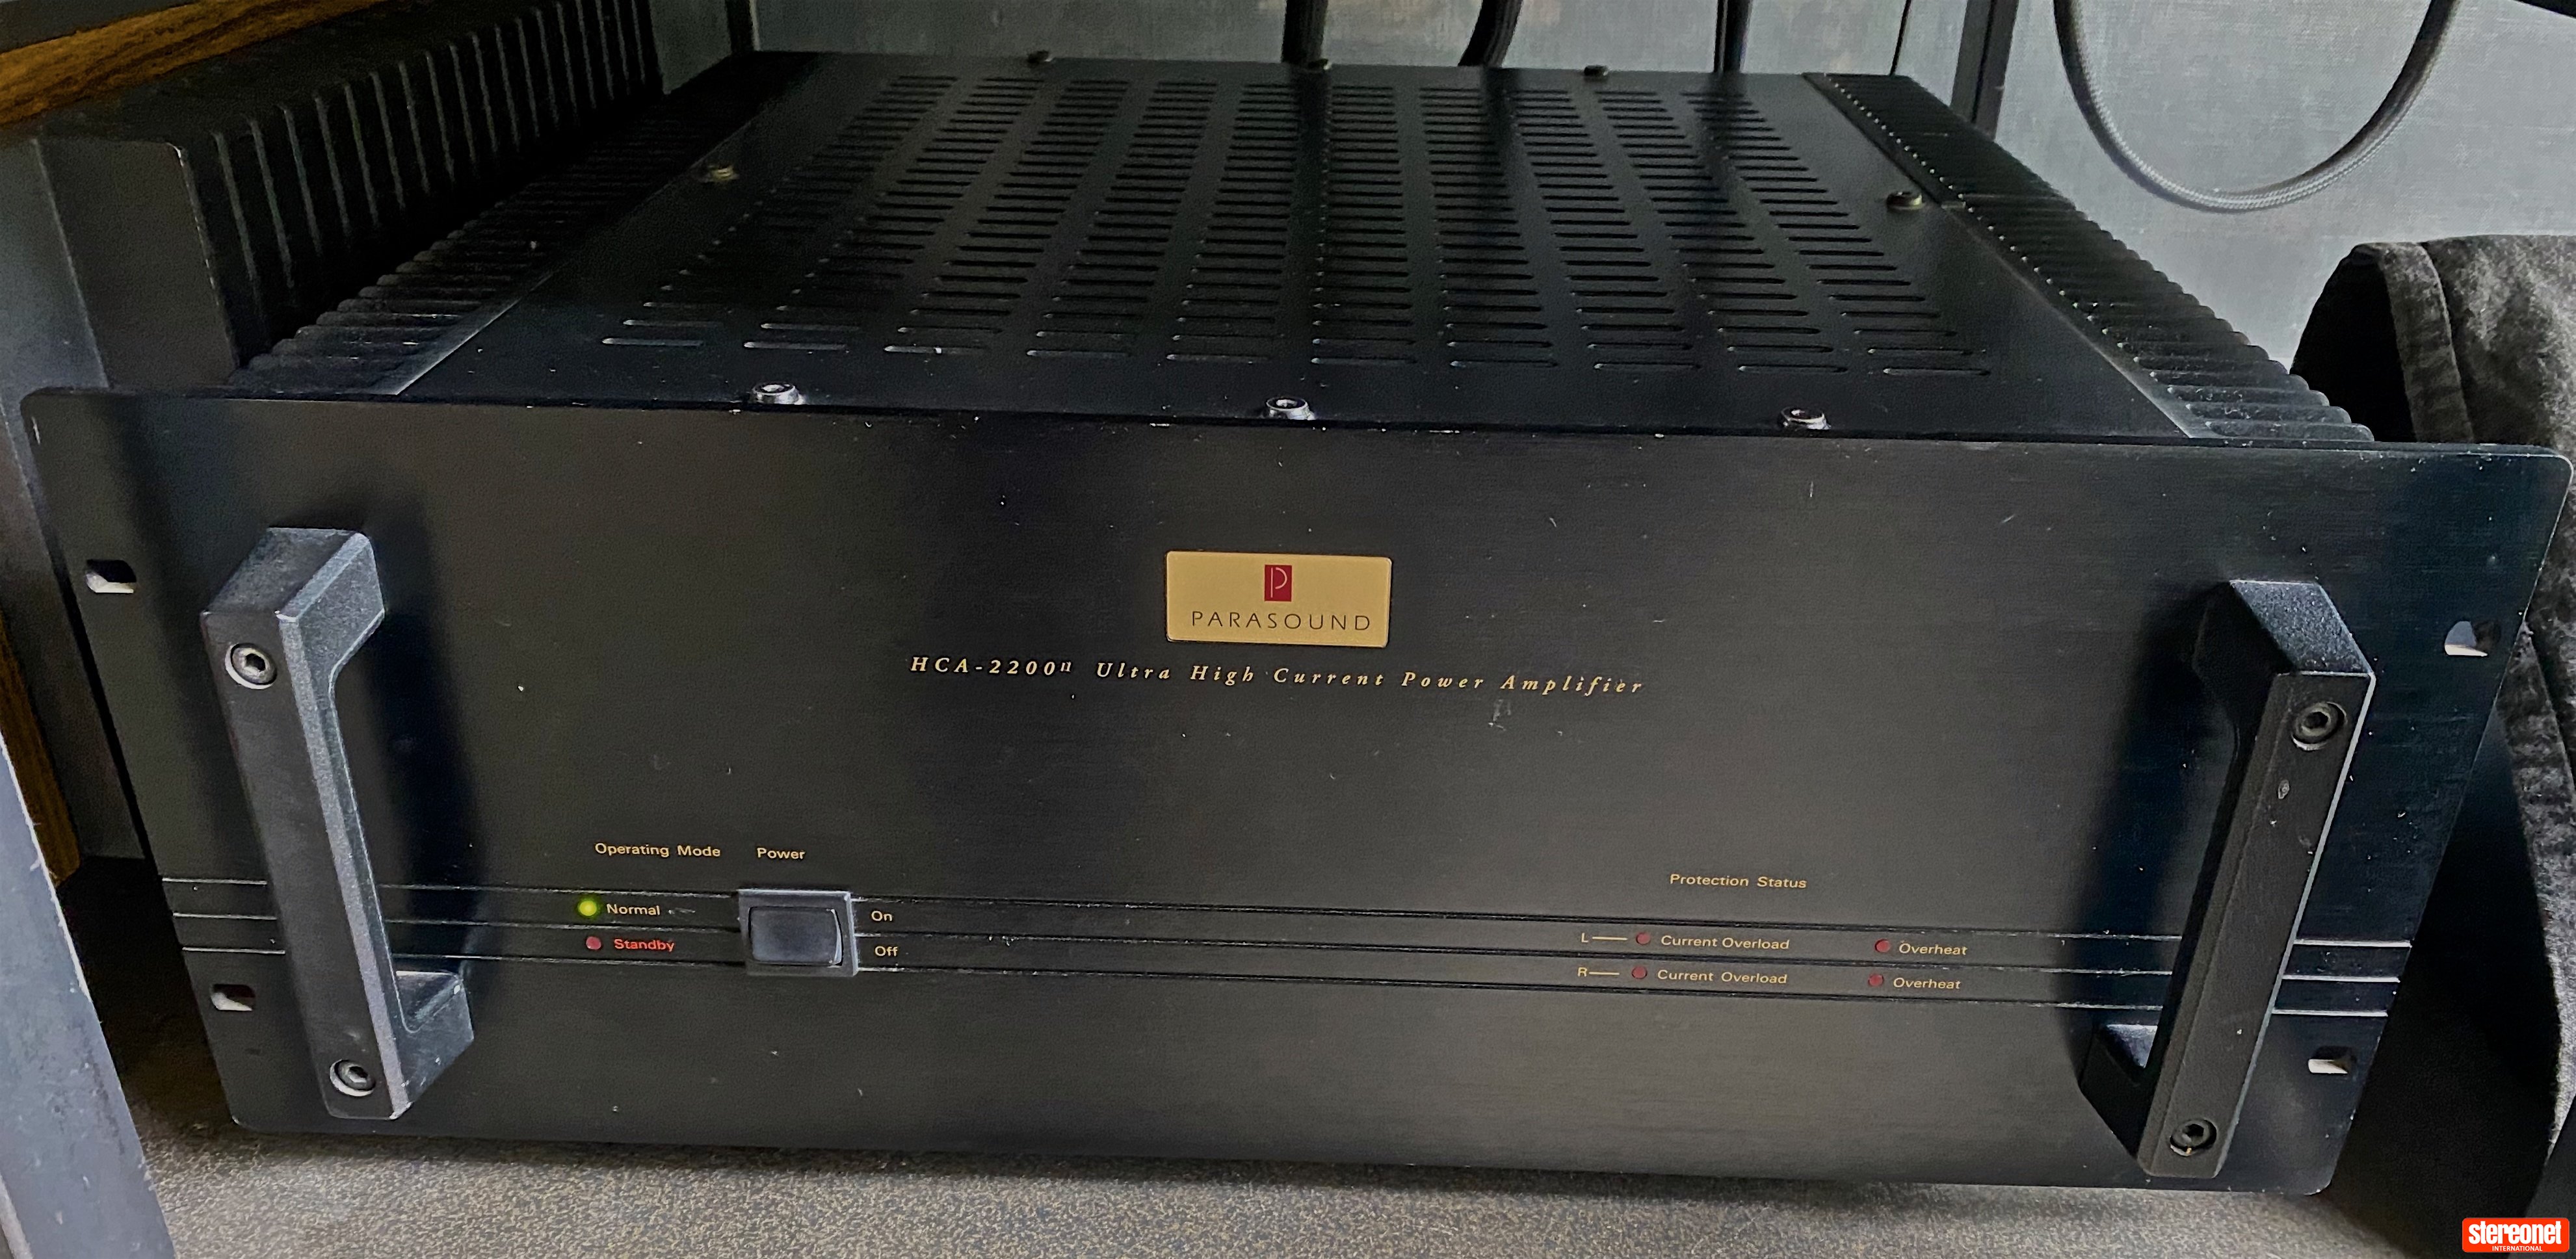 P
PARASOUND
HCA-2200II Ultra High Current Power Amplifier
Operating Mode Power
Normal
Standby
On
Off
Protection Status
L Current Overload Overheat
R Current Overload Overheat
stereonet
INTERNATIONAL